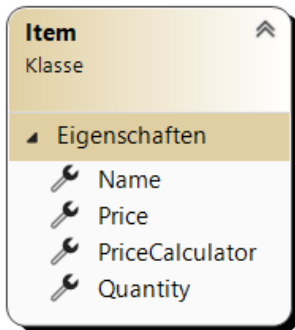 Item
Klasse
Eigenschaften
Name
Price
PriceCalculator
Quantity